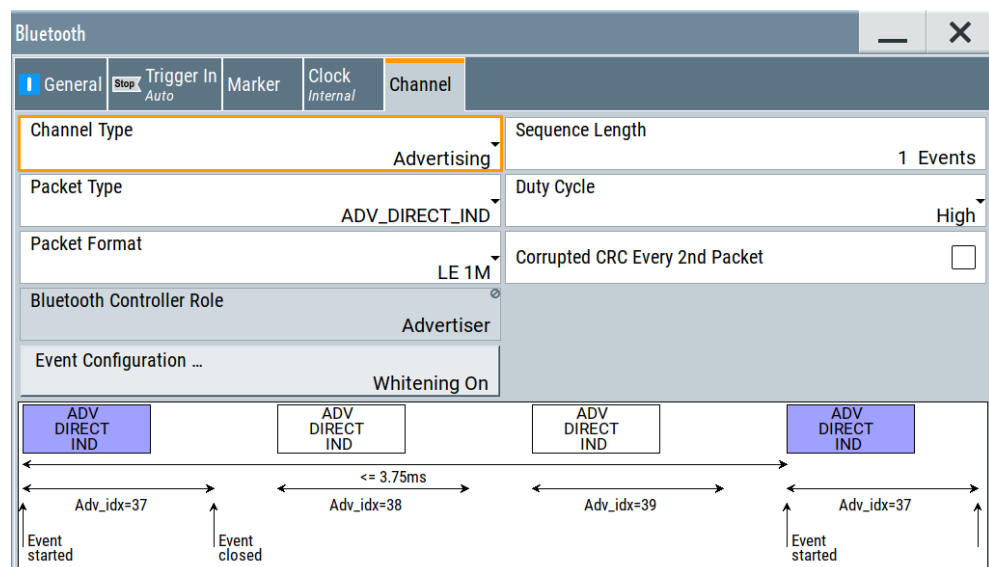 Bluetooth
General
Stop
Trigger In
Auto
Marker
Clock
Internal
Channel
Channel Type
Advertising
Sequence Length
1 Events
Packet Type
ADV_DIRECT_IND
Duty Cycle
High
Packet Format
LE 1M
Corrupted CRC Every 2nd Packet
Bluetooth Controller Role
Advertiser
Event Configuration ...
Whitening On
ADV
DIRECT
IND
ADV
DIRECT
IND
ADV
DIRECT
IND
ADV
DIRECT
IND
<= 3.75ms
Adv_idx=37
Adv_idx=38
Adv_idx=39
Adv_idx=37
Event
started
Event
closed
Event
started